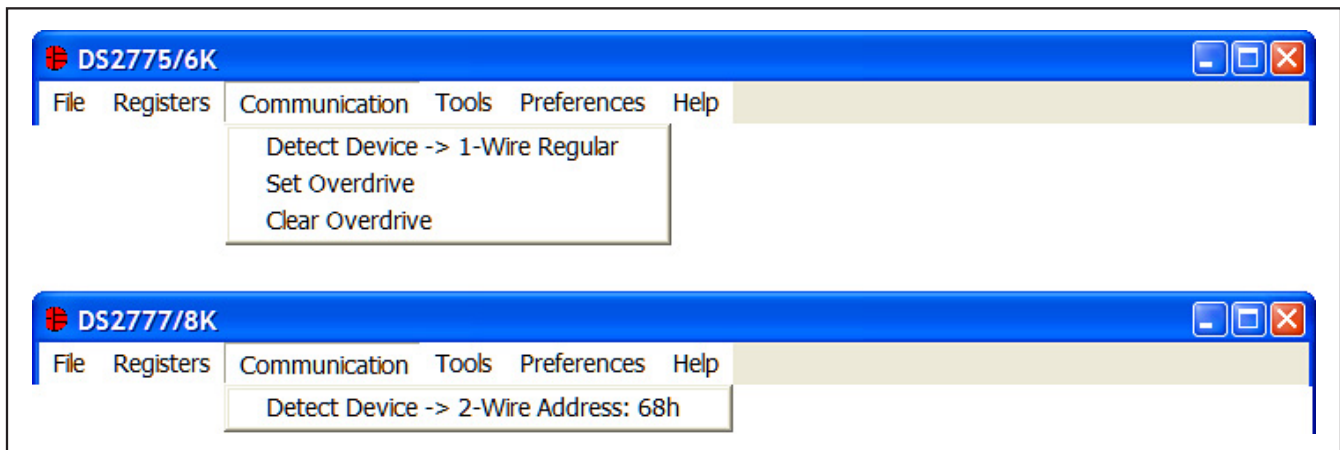 DS2775/6K
File Registers Communication Tools Preferences Help
Detect Device -> 1-Wire Regular
Set Overdrive
Clear Overdrive
DS2777/8K
File Registers Communication Tools Preferences Help
Detect Device -> 2-Wire Address: 68h